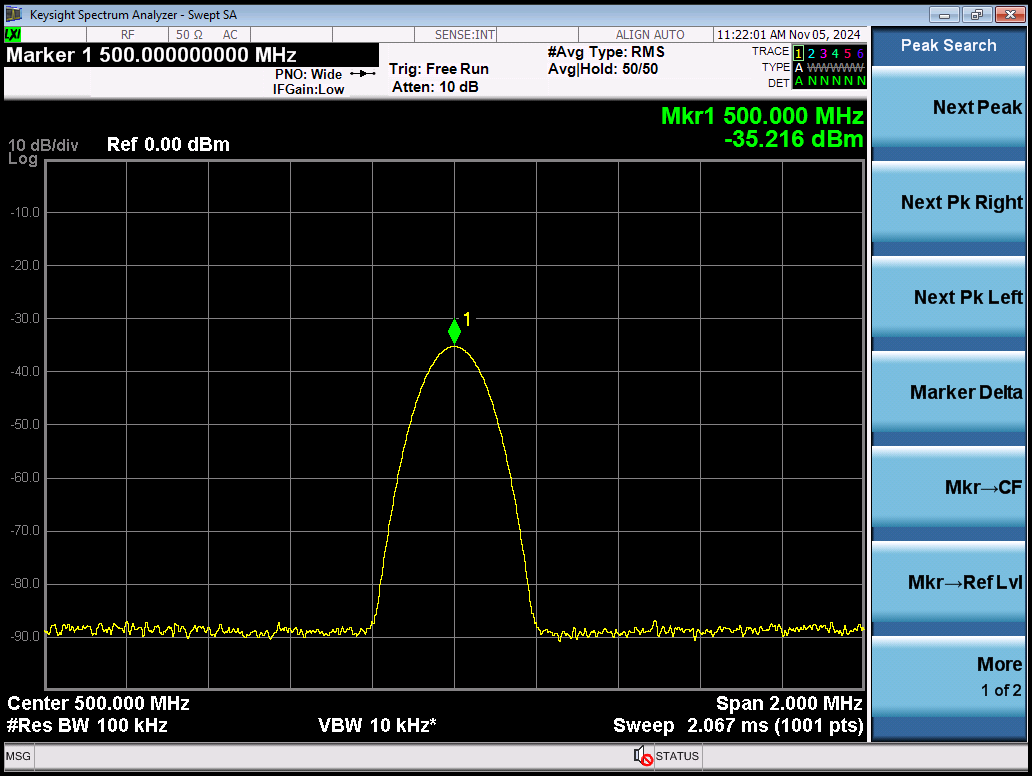 Keysight Spectrum Analyzer - Swept SA
LXI
RF 50 Ω AC SENSE:INT ALIGN AUTO 11:22:01 AM Nov 05, 2024
Marker 1 500.000000000 MHz
PNO: Wide
IFGain:Low
Trig: Free Run
Atten: 10 dB
#Avg Type: RMS
Avg|Hold: 50/50
TRACE 1 2 3 4 5 6
TYPE A W W W W W
DET A N N N N N
Mkr1 500.000 MHz
-35.216 dBm
10 dB/div
Log
Ref 0.00 dBm
-10.0
-20.0
-30.0
1
-40.0
-50.0
-60.0
-70.0
-80.0
-90.0
Center 500.000 MHz Span 2.000 MHz
#Res BW 100 kHz VBW 10 kHz* Sweep 2.067 ms (1001 pts)
MSG STATUS
Peak Search
Next Peak
Next Pk Right
Next Pk Left
Marker Delta
Mkr→CF
Mkr→Ref Lvl
More
1 of 2